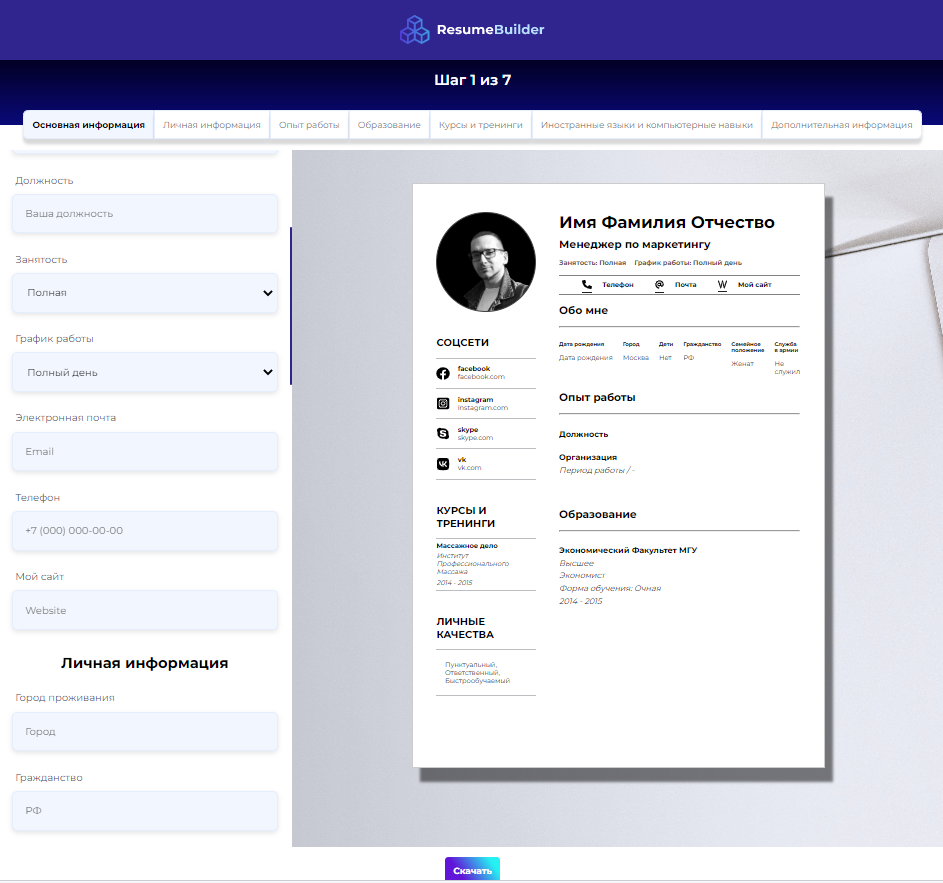 ResumeBuilder
Шаг 1 из 7
Основная информация
Личная информация
Опыт работы
Образование
Курсы и тренинги
Иностранные языки и компьютерные навыки
Дополнительная информация
Должность
Ваша должность
Занятость
Полная
График работы
Полный день
Электронная почта
Email
Телефон
+7 (000) 000-00-00
Мой сайт
Website
Личная информация
Город проживания
Город
Гражданство
РФ
СОЦСЕТИ
facebook
facebook.com
instagram
Instagram.com
skype
skype.com
vk
vk.com
КУРСЫ И
ТРЕНИНГИ
Массажное дело
Институт
Профессионального
Массажа
2014 - 2015
ЛИЧНЫЕ
КАЧЕСТВА
Пунктуальный,
Ответственный,
Быстрообучаемый
Имя Фамилия Отчество
Менеджер по маркетингу
Занятость: Полная График работы: Полный день
Телефон @ Почта W Мой сайт
Обо мне
Дата рождения
Дата рождения
Город
Москва
Дети
Нет
Гражданство
РФ
Семейное
положение
Женат
Служба
в армии
Не
служил
Опыт работы
Должность
Организация
Период работы / -
Образование
Экономический Факультет МГУ
Высшее
Экономист
Форма обучения: Очная
2014 - 2015
Скачать